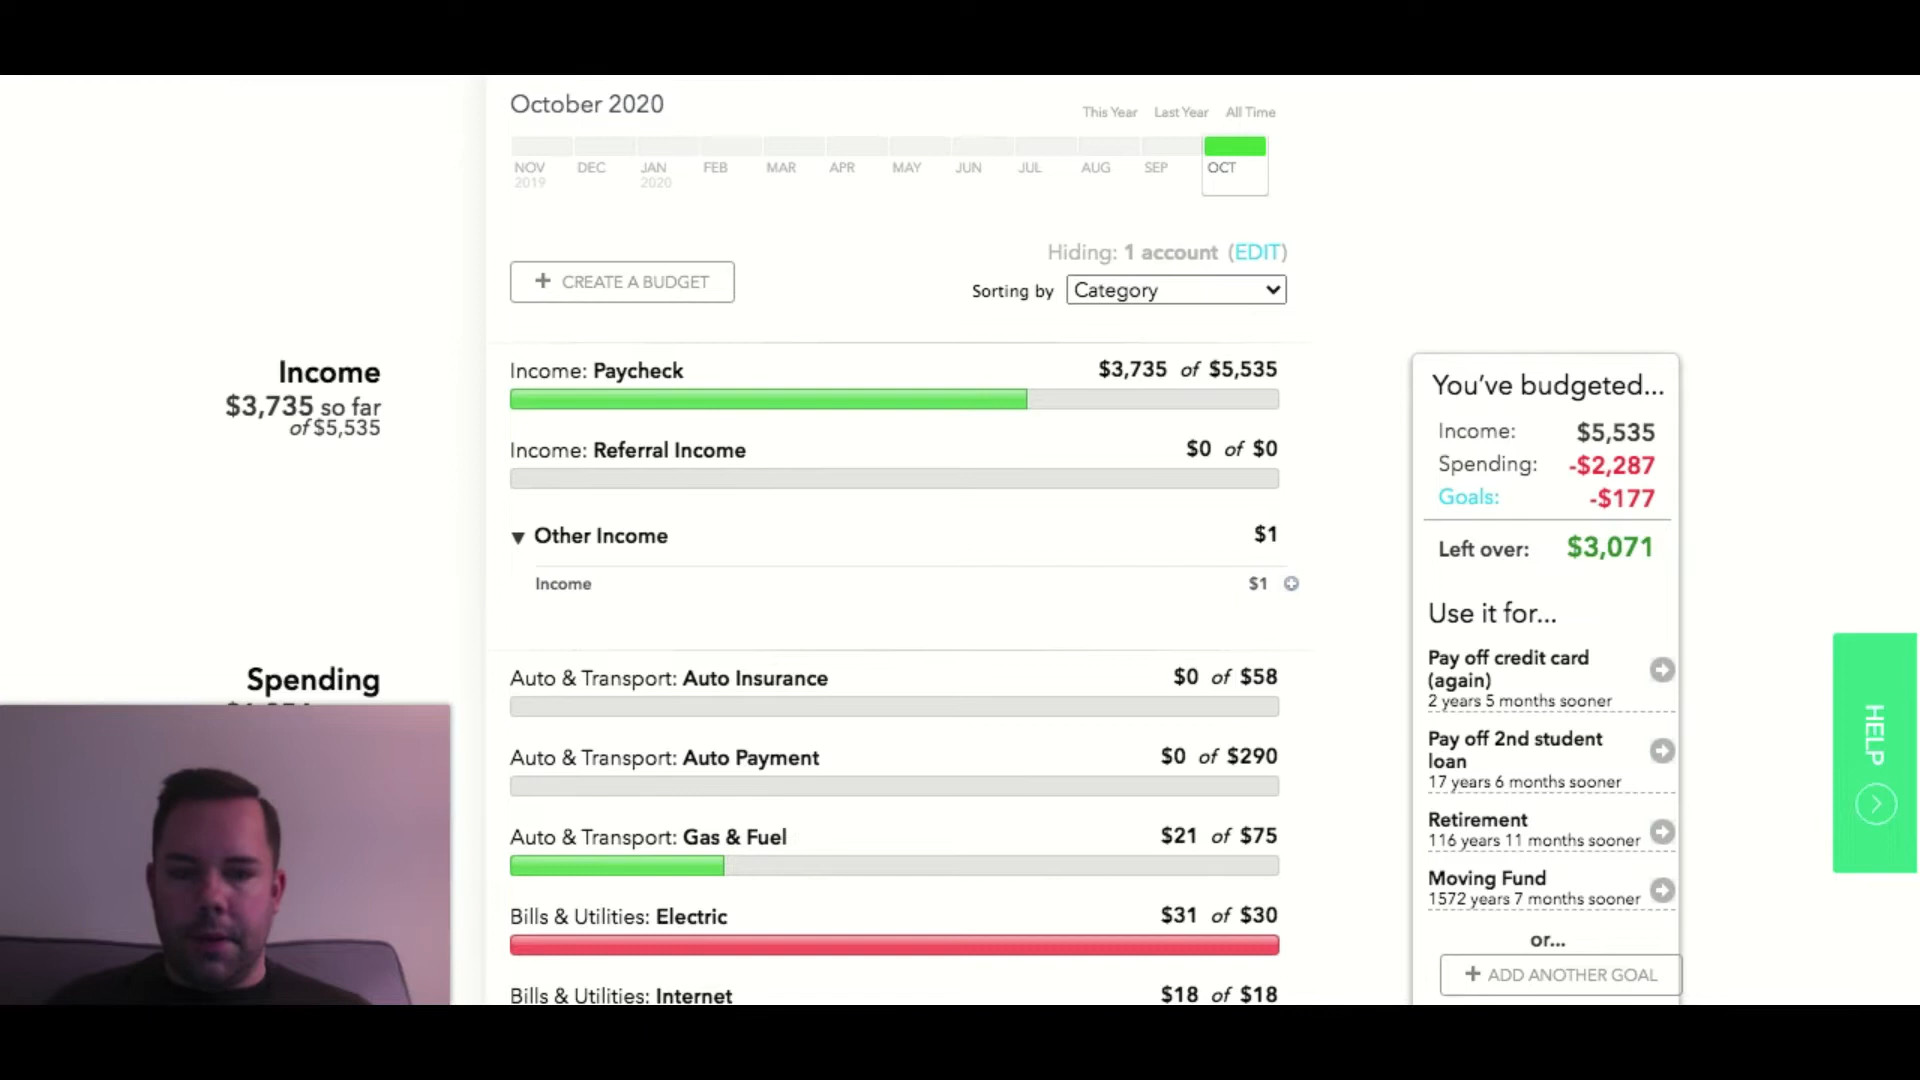 October 2020
This Year Last Year All Time
NOV DEC JAN FEB MAR APR MAY JUN JUL AUG SEP OCT
2019 2020
Hiding: 1 account (EDIT)
+ CREATE A BUDGET
Sorting by Category
Income
$3,735 so far
of $5,535
Income: Paycheck $3,735 of $5,535
Income: Referral Income $0 of $0
▼ Other Income $1
Income $1
Spending
Auto & Transport: Auto Insurance $0 of $58
Auto & Transport: Auto Payment $0 of $290
Auto & Transport: Gas & Fuel $21 of $75
Bills & Utilities: Electric $31 of $30
Bills & Utilities: Internet $18 of $18
You've budgeted...
Income: $5,535
Spending: -$2,287
Goals: -$177
Left over: $3,071
Use it for...
Pay off credit card
(again)
2 years 5 months sooner
Pay off 2nd student
loan
17 years 6 months sooner
Retirement
116 years 11 months sooner
Moving Fund
1572 years 7 months sooner
or...
+ ADD ANOTHER GOAL
HELP